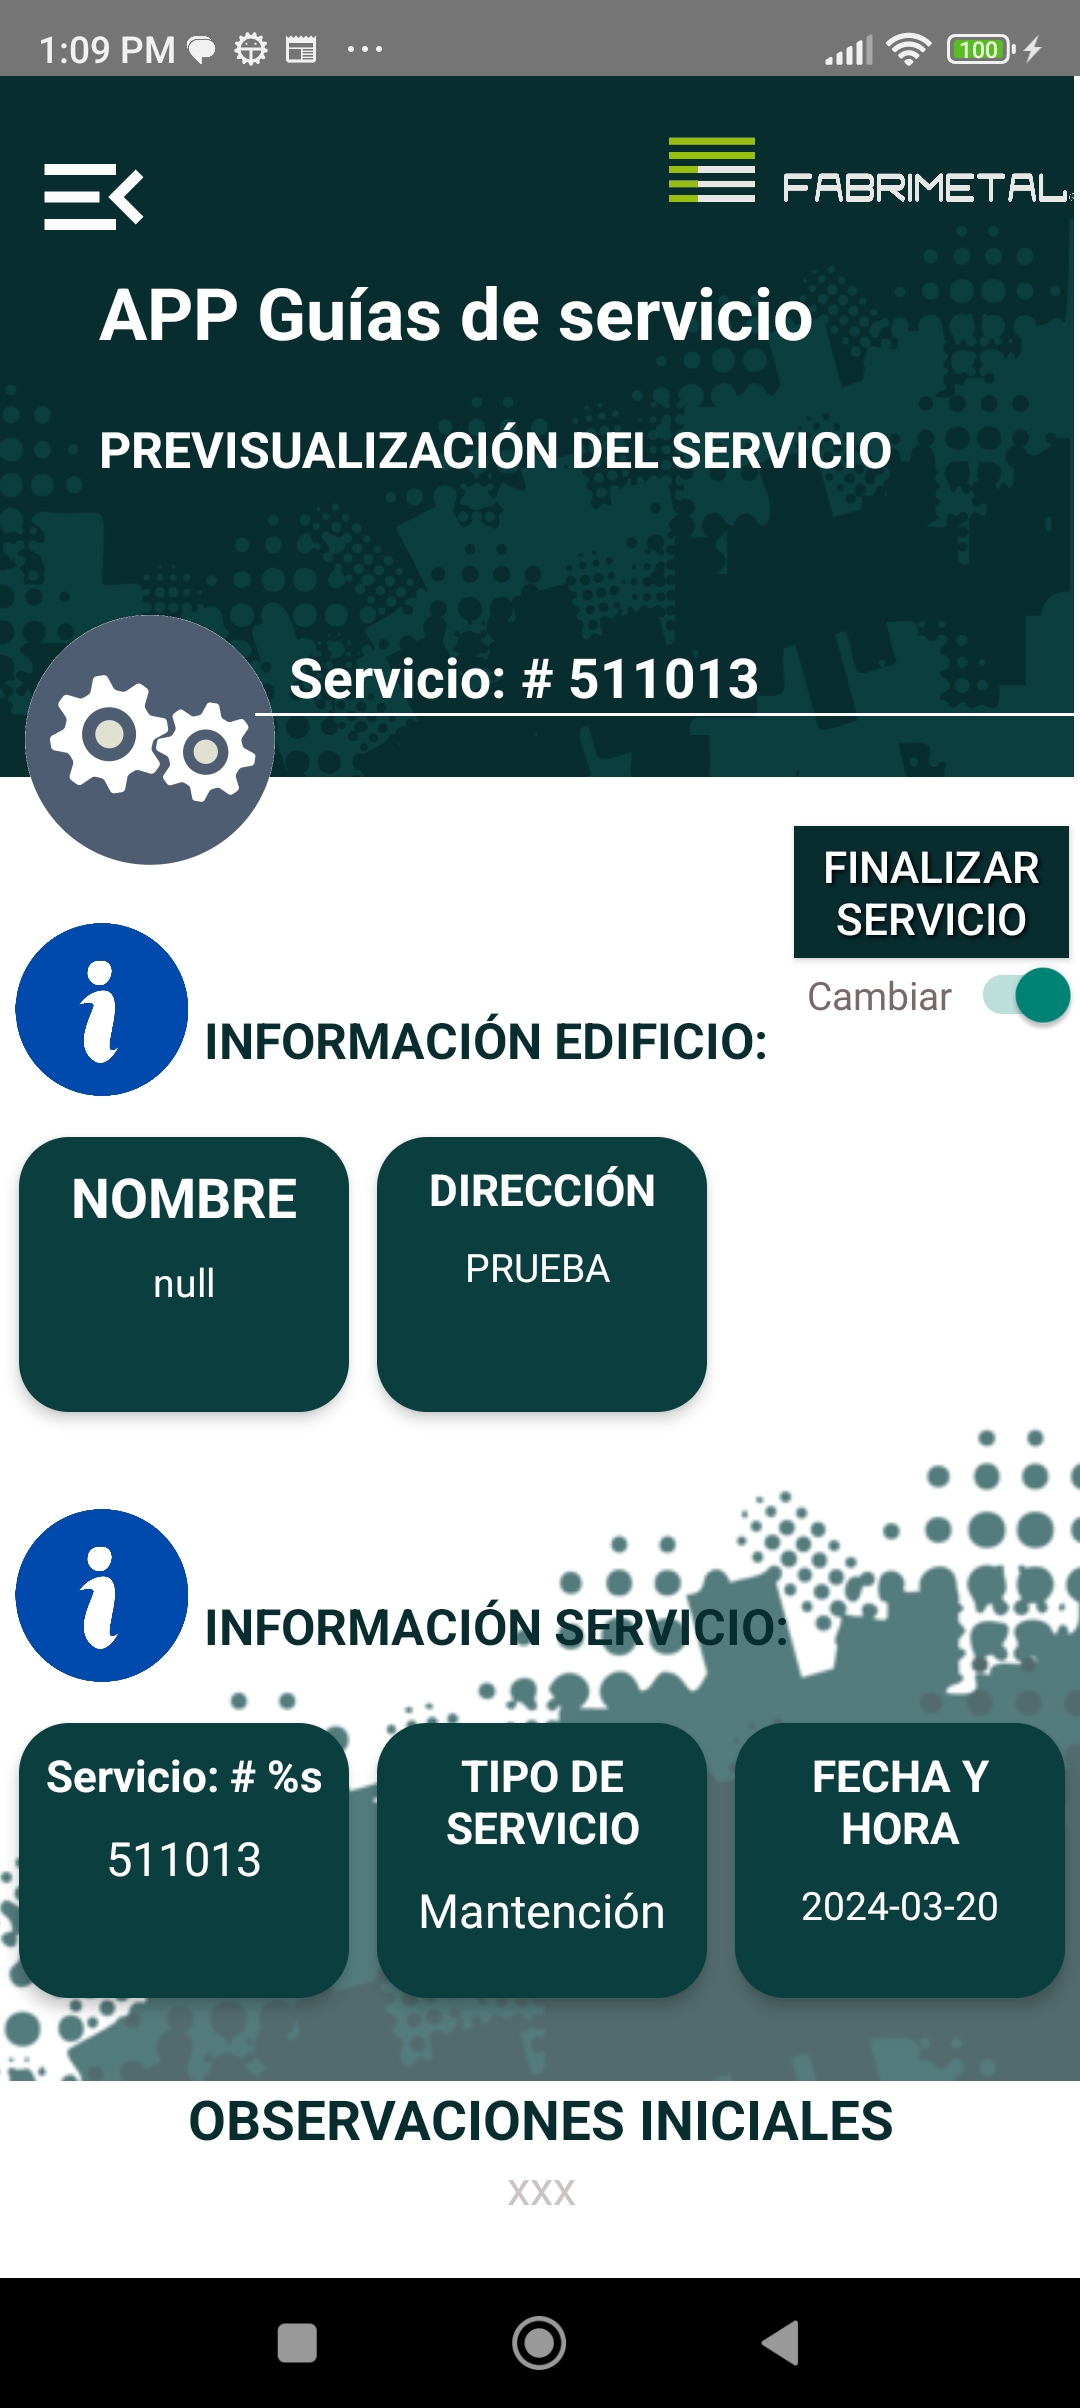 1:09 PM
100
FABRIMETAL
APP Guías de servicio
PREVISUALIZACIÓN DEL SERVICIO
Servicio: # 511013
FINALIZAR
SERVICIO
Cambiar
INFORMACIÓN EDIFICIO:
NOMBRE
null
DIRECCIÓN
PRUEBA
INFORMACIÓN SERVICIO:
Servicio: # %s
511013
TIPO DE
SERVICIO
Mantención
FECHA Y
HORA
2024-03-20
OBSERVACIONES INICIALES
xxx